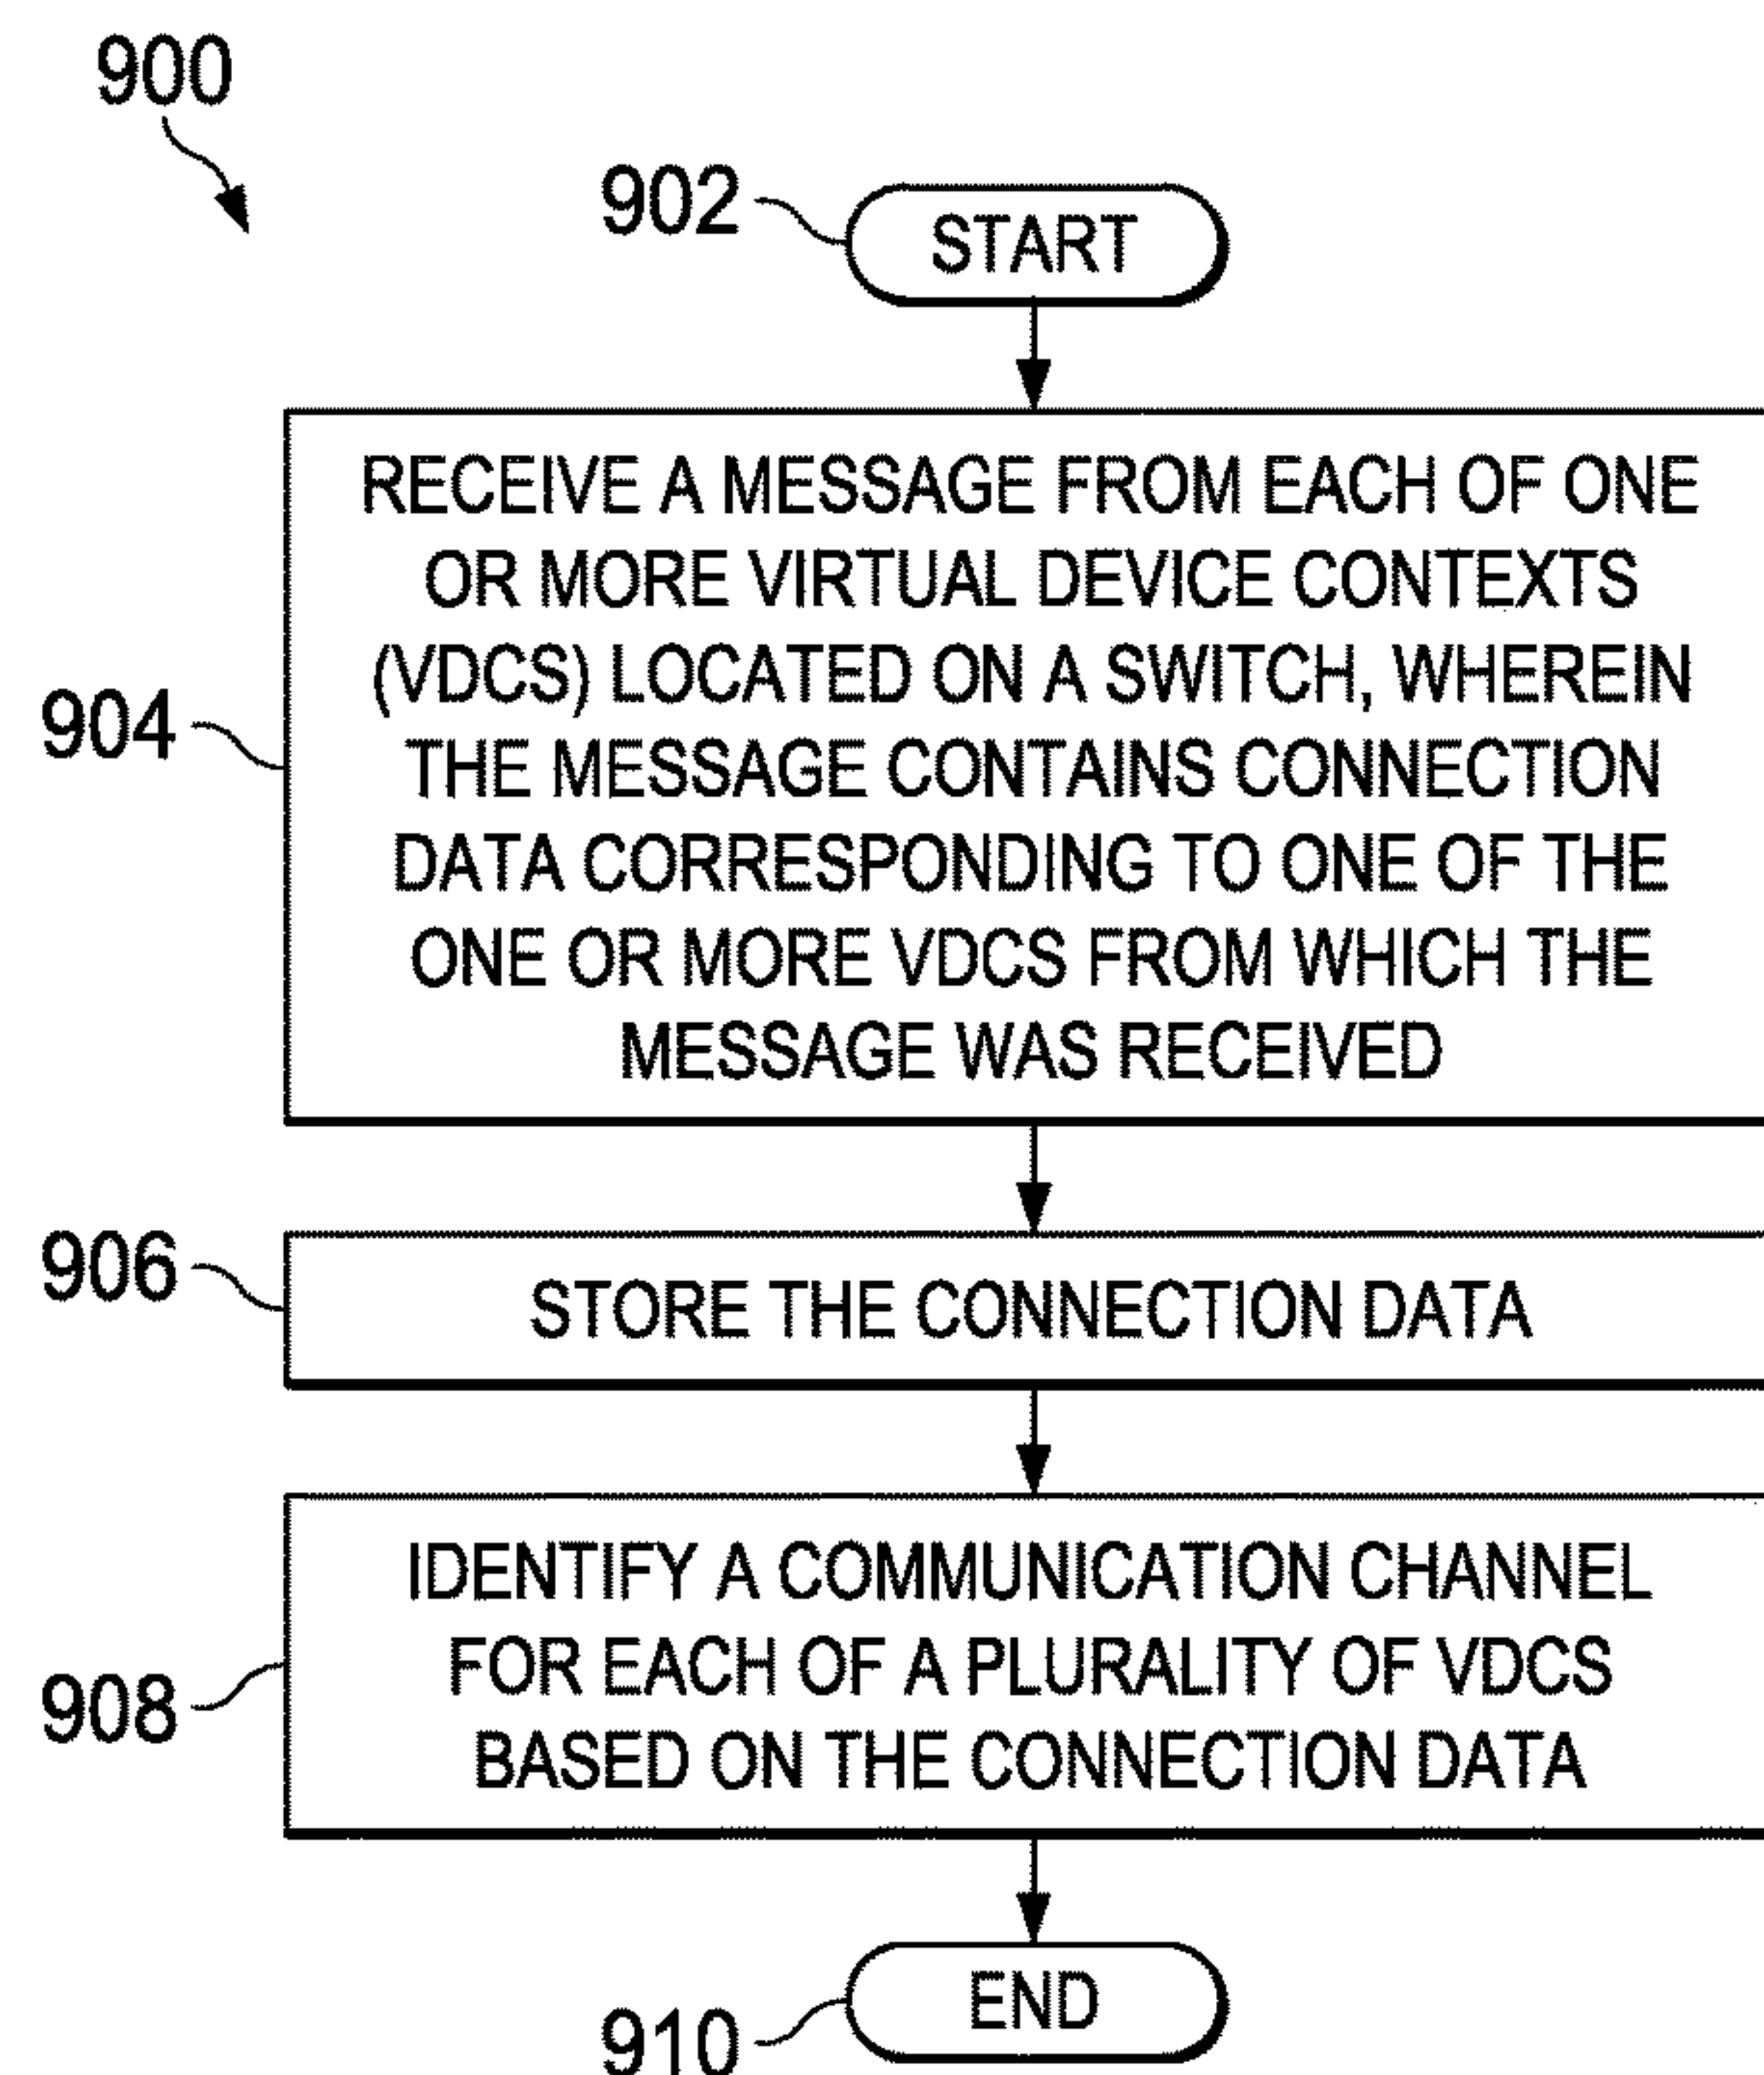 900
902
START
RECEIVE A MESSAGE FROM EACH OF ONE
OR MORE VIRTUAL DEVICE CONTEXTS
(VDCS) LOCATED ON A SWITCH, WHEREIN
904
THE MESSAGE CONTAINS CONNECTION
DATA CORRESPONDING TO ONE OF THE
ONE OR MORE VDCS FROM WHICH THE
MESSAGE WAS RECEIVED
906
STORE THE CONNECTION DATA
IDENTIFY A COMMUNICATION CHANNEL
FOR EACH OF A PLURALITY OF VDCS
908
BASED ON THE CONNECTION DATA
END
910